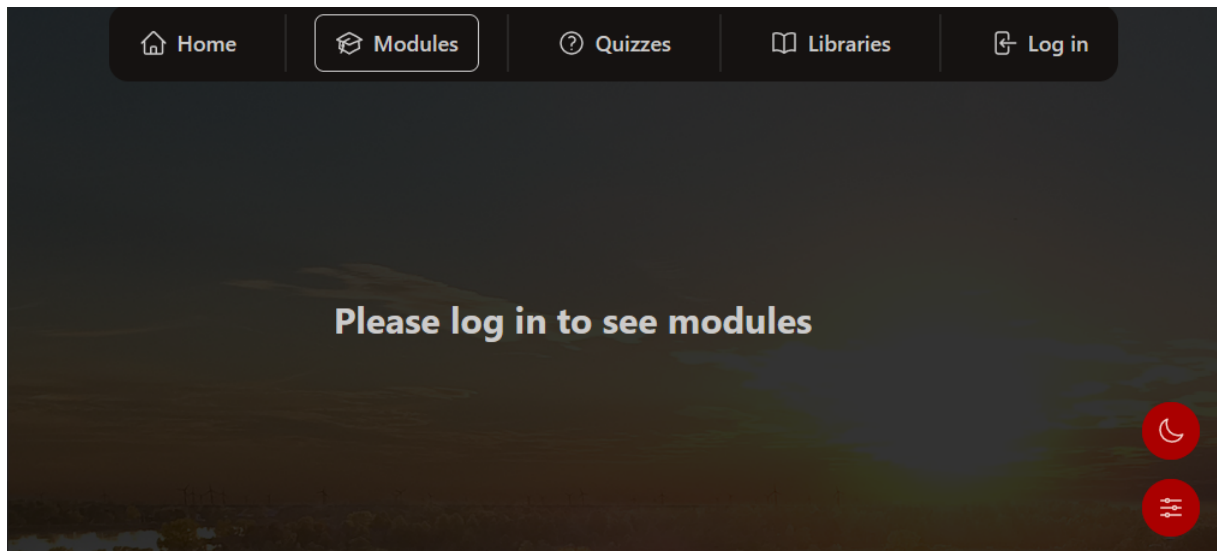 Home
Modules
Quizzes
Libraries
Log in
Please log in to see modules